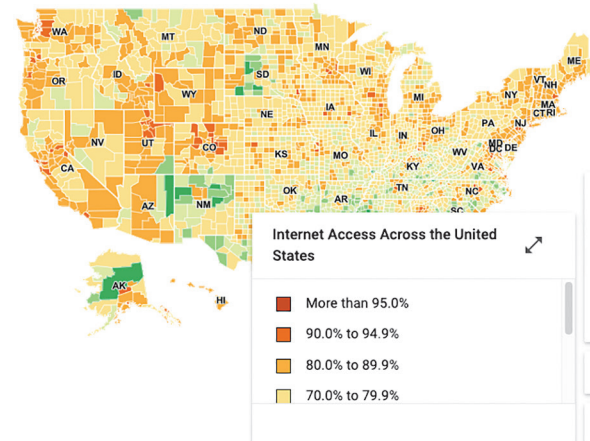 WA
MT
ND
MN
ME
OR
ID
SD
WI
VT
NH
WY
MI
NY
MA
CT RI
IA
NE
PA
NJ
NV
UT
CO
IL
IN
OH
MD
DC DE
CA
KS
MO
WV
VA
KY
AZ
NM
OK
AR
TN
NC
SC
AK
HI
Internet Access Across the United
States
More than 95.0%
90.0% to 94.9%
80.0% to 89.9%
70.0% to 79.9%